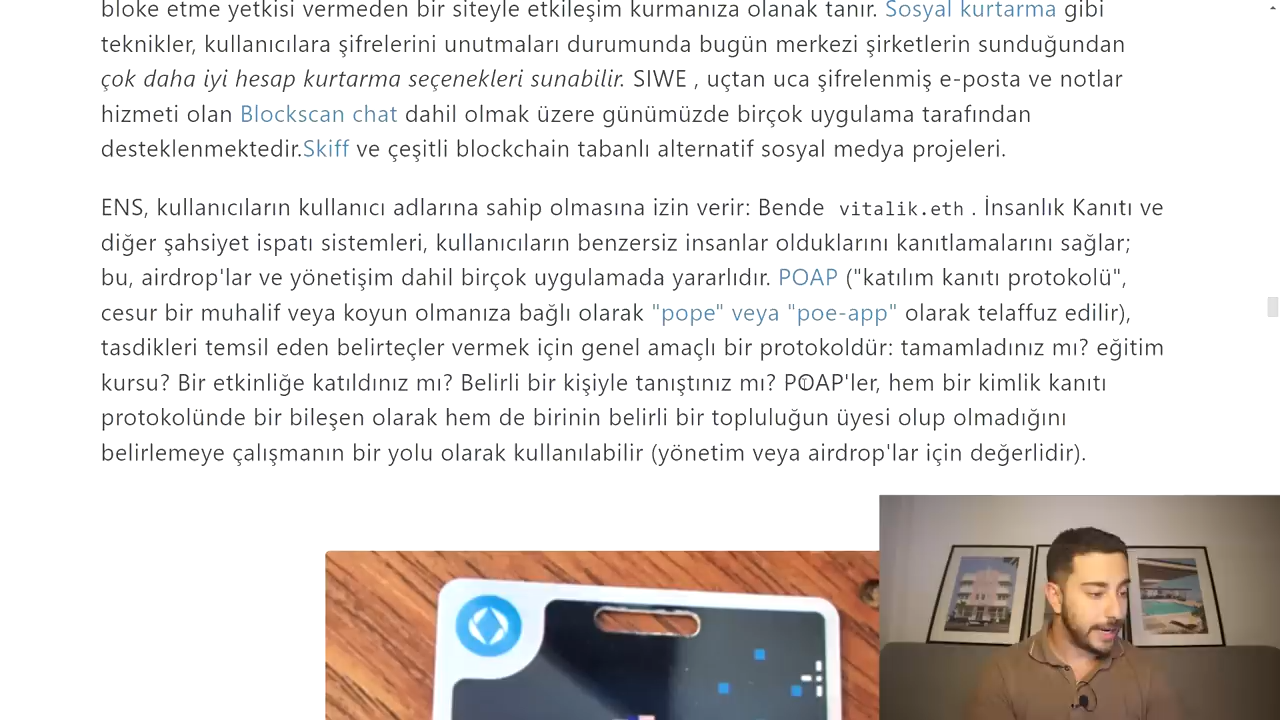 bloke etme yetkisi vermeden bir siteyle etkileşim kurmanıza olanak tanır. Sosyal kurtarma gibi
teknikler, kullanıcılara şifrelerini unutmaları durumunda bugün merkezi şirketlerin sunduğundan
çok daha iyi hesap kurtarma seçenekleri sunabilir. SIWE , uçtan uca şifrelenmiş e-posta ve notlar
hizmeti olan Blockscan chat dahil olmak üzere günümüzde birçok uygulama tarafından
desteklenmektedir.Skiff ve çeşitli blockchain tabanlı alternatif sosyal medya projeleri.
ENS, kullanıcıların kullanıcı adlarına sahip olmasına izin verir: Bende vitalik.eth . İnsanlık Kanıtı ve
diğer şahsiyet ispatı sistemleri, kullanıcıların benzersiz insanlar olduklarını kanıtlamalarını sağlar;
bu, airdrop'lar ve yönetişim dahil birçok uygulamada yararlıdır. POAP ("katılım kanıtı protokolü",
cesur bir muhalif veya koyun olmanıza bağlı olarak "pope" veya "poe-app" olarak telaffuz edilir),
tasdikleri temsil eden belirteçler vermek için genel amaçlı bir protokoldür: tamamladınız mı? eğitim
kursu? Bir etkinliğe katıldınız mı? Belirli bir kişiyle tanıştınız mı? POAP'ler, hem bir kimlik kanıtı
protokolünde bir bileşen olarak hem de birinin belirli bir topluluğun üyesi olup olmadığını
belirlemeye çalışmanın bir yolu olarak kullanılabilir (yönetim veya airdrop'lar için değerlidir).